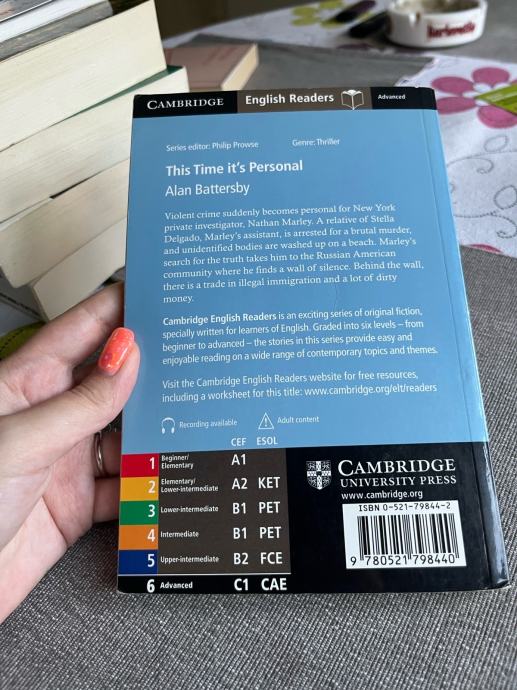 CAMBRIDGE English Readers Advanced
Series editor: Philip Prowse Genre: Thriller
This Time it's Personal
Alan Battersby
Violent crime suddenly becomes personal for New York
private investigator, Nathan Marley. A relative of Stella
Delgado, Marley's assistant, is arrested for a brutal murder,
and unidentified bodies are washed up on a beach. Marley's
search for the truth takes him to the Russian American
community where he finds a wall of silence. Behind the wall,
there is a trade in illegal immigration and a lot of dirty
money.
Cambridge English Readers is an exciting series of original fiction,
specially written for learners of English. Graded into six levels – from
beginner to advanced – the stories in this series provide easy and
enjoyable reading on a wide range of contemporary topics and themes.
Visit the Cambridge English Readers website for free resources,
including a worksheet for this title: www.cambridge.org/elt/readers
Recording available Adult content
CEF ESOL
1 Beginner/
Elementary A1
2 Elementary/
Lower-intermediate A2 KET
3 Lower-intermediate B1 PET
4 Intermediate B1 PET
5 Upper-intermediate B2 FCE
6 Advanced C1 CAE
CAMBRIDGE
UNIVERSITY PRESS
www.cambridge.org
ISBN 0-521-79844-2
9 780521 798440